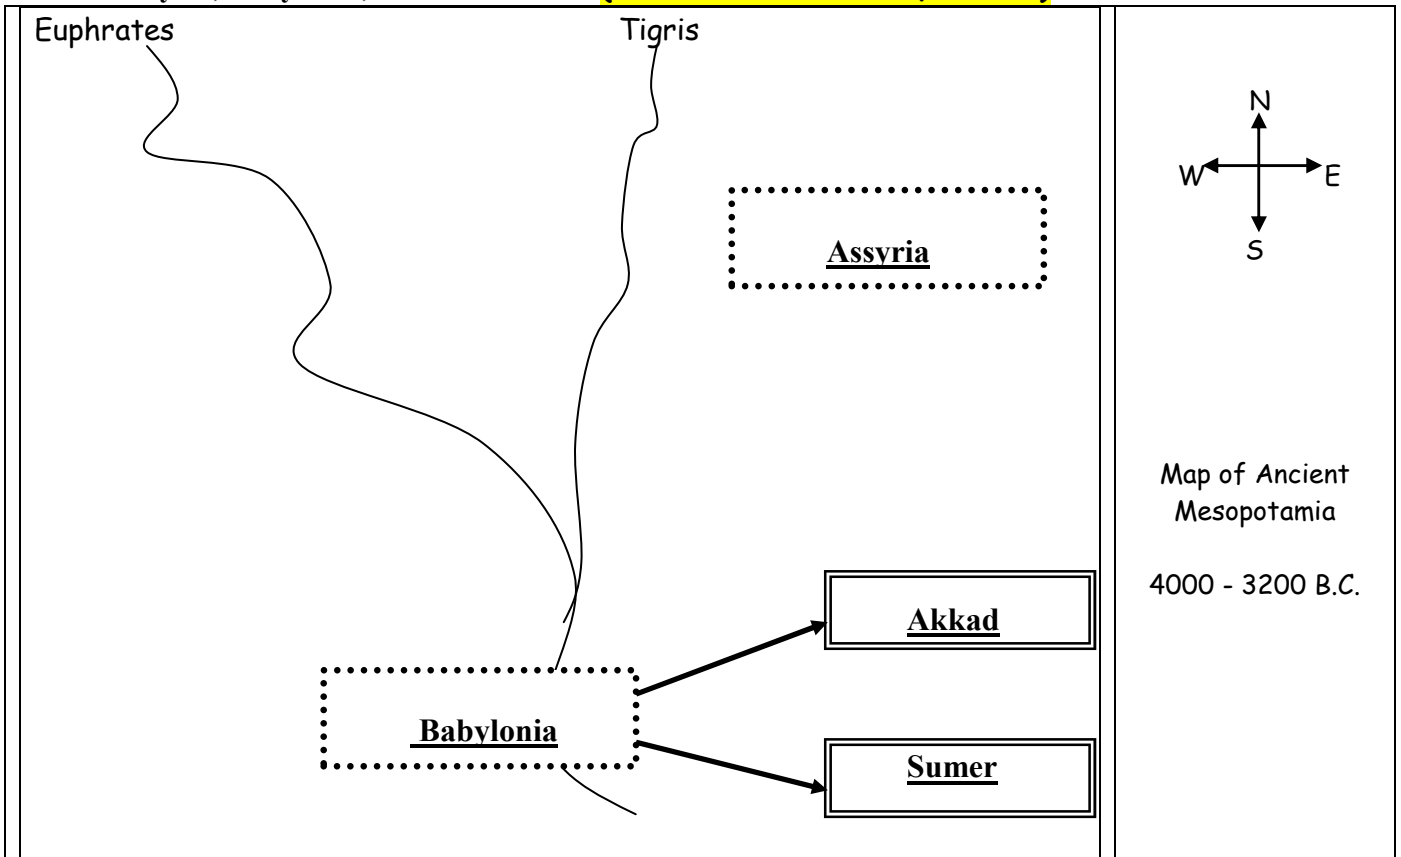 Euphrates
Tigris
Assyria
Akkad
Babylonia
Sumer
N
W
E
S
Map of Ancient
Mesopotamia
4000 - 3200 B.C.